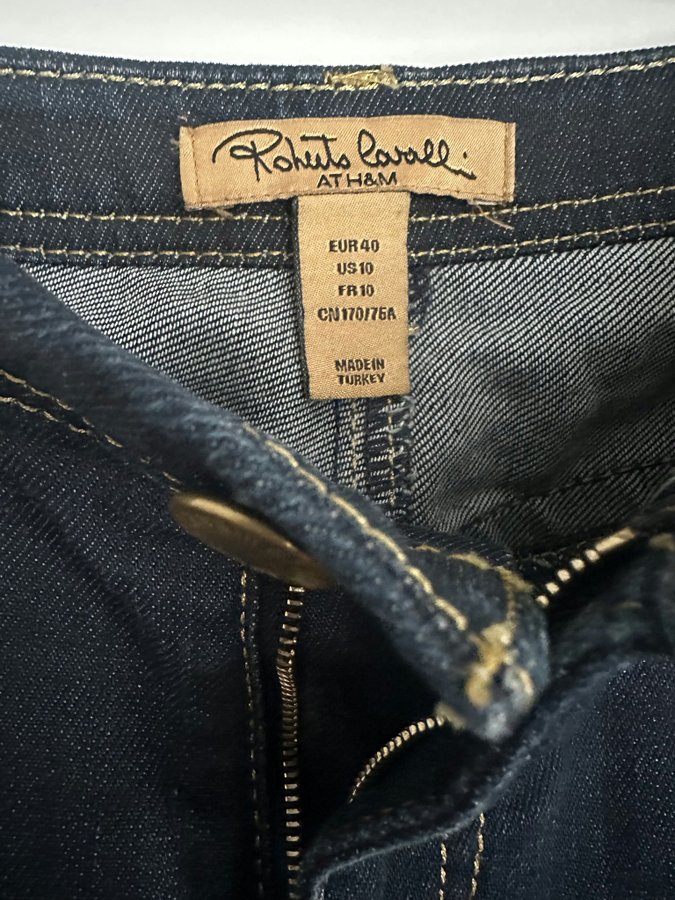 Roberto Cavalli
AT H&M
EUR 40
US 10
FR 10
CN 170/76A
MADE IN
TURKEY